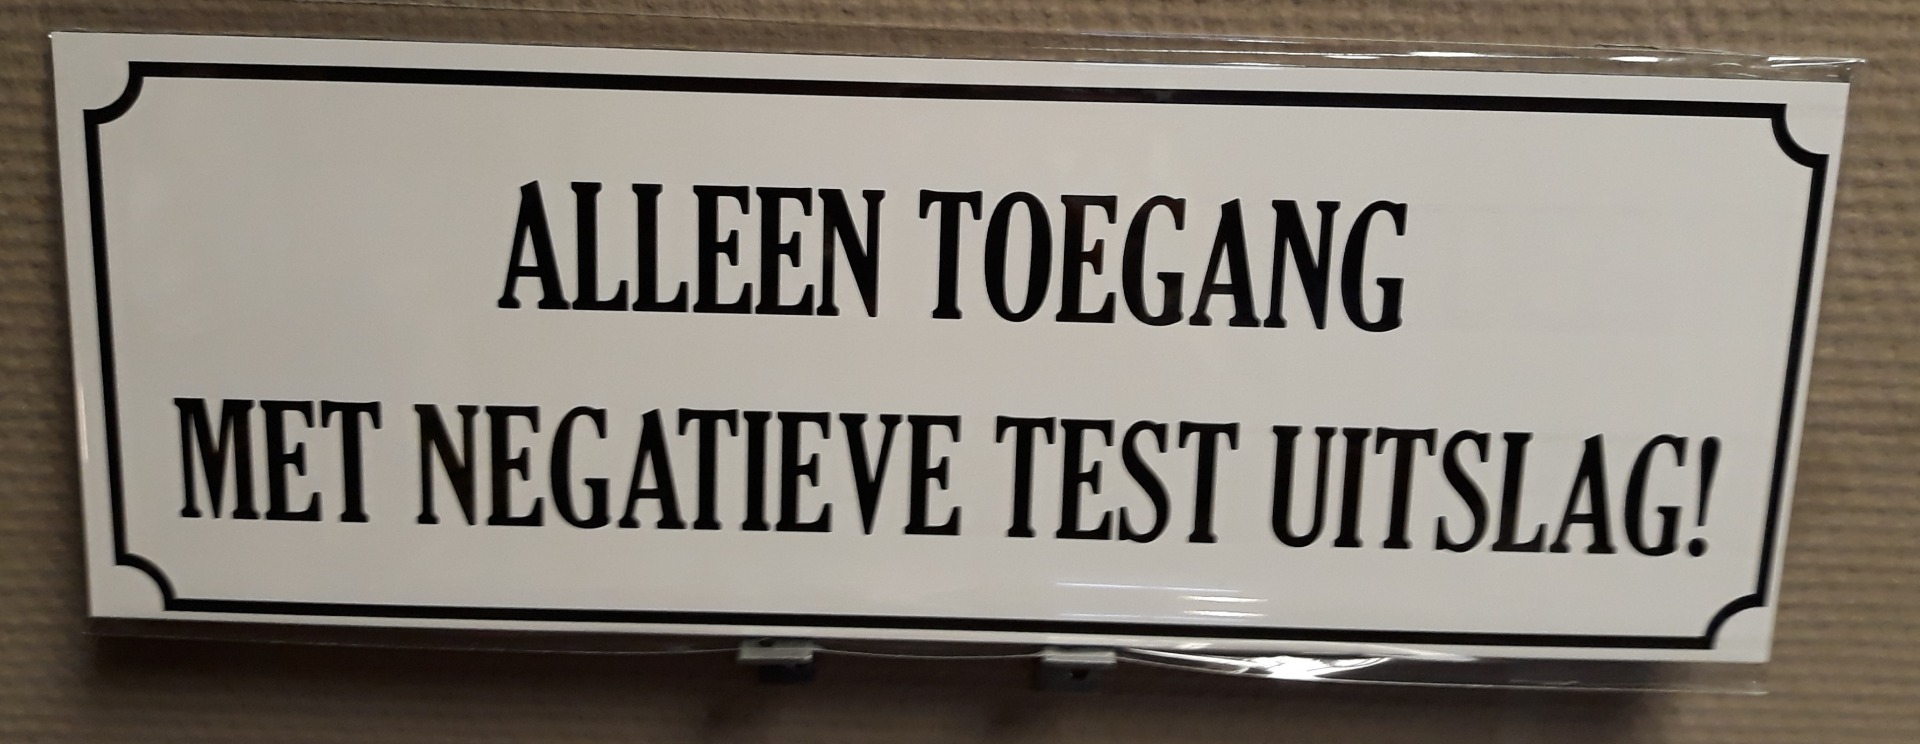 ALLEEN TOEGANG
MET NEGATIEVE TEST UITSLAG!